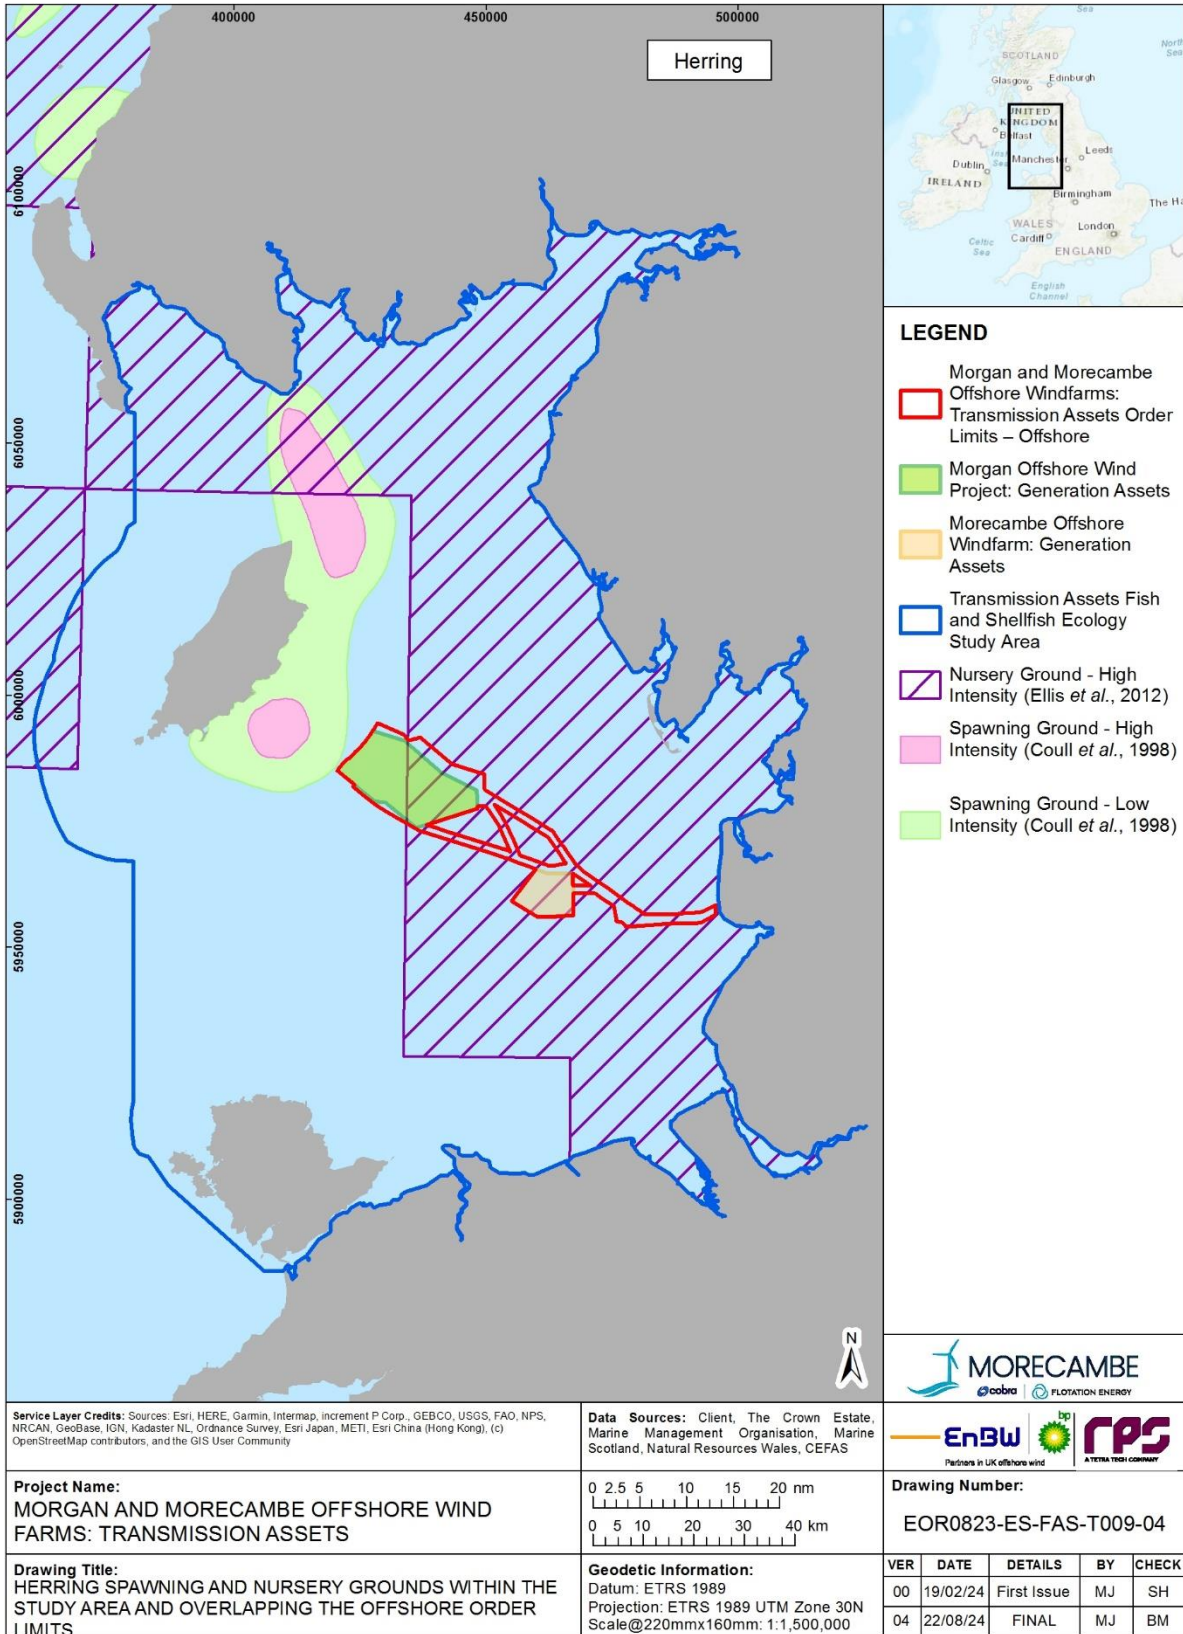 400000
450000
500000
Herring
6100000
6050000
6000000
5950000
5900000
N
Sea
North
Sea
SCOTLAND
Glasgow
Edinburgh
UNITED
KINGDOM
Belfast
Leeds
Dublin
Manchester
IRELAND
Birmingham
The Ha
WALES
London
Cardiff
Celtic
Sea
ENGLAND
English
Channel
LEGEND
Morgan and Morecambe
Offshore Windfarms:
Transmission Assets Order
Limits – Offshore
Morgan Offshore Wind
Project: Generation Assets
Morecambe Offshore
Windfarm: Generation
Assets
Transmission Assets Fish
and Shellfish Ecology
Study Area
Nursery Ground - High
Intensity (Ellis et al., 2012)
Spawning Ground - High
Intensity (Coull et al., 1998)
Spawning Ground - Low
Intensity (Coull et al., 1998)
MORECAMBE
cobra FLOTATION ENERGY
EnBW bp
Partners in UK offshore wind
RPS
A TETRA TECH COMPANY
Service Layer Credits: Sources: Esri, HERE, Garmin, Intermap, increment P Corp., GEBCO, USGS, FAO, NPS,
NRCAN, GeoBase, IGN, Kadaster NL, Ordnance Survey, Esri Japan, METI, Esri China (Hong Kong), (c)
OpenStreetMap contributors, and the GIS User Community
Data Sources: Client, The Crown Estate,
Marine Management Organisation, Marine
Scotland, Natural Resources Wales, CEFAS
Project Name:
MORGAN AND MORECAMBE OFFSHORE WIND
FARMS: TRANSMISSION ASSETS
0 2.5 5 10 15 20 nm
0 5 10 20 30 40 km
Drawing Number:
EOR0823-ES-FAS-T009-04
Drawing Title:
HERRING SPAWNING AND NURSERY GROUNDS WITHIN THE
STUDY AREA AND OVERLAPPING THE OFFSHORE ORDER
LIMITS
Geodetic Information:
Datum: ETRS 1989
Projection: ETRS 1989 UTM Zone 30N
Scale@220mmx160mm: 1:1,500,000
VER DATE DETAILS BY CHECK
00 19/02/24 First Issue MJ SH
04 22/08/24 FINAL MJ BM